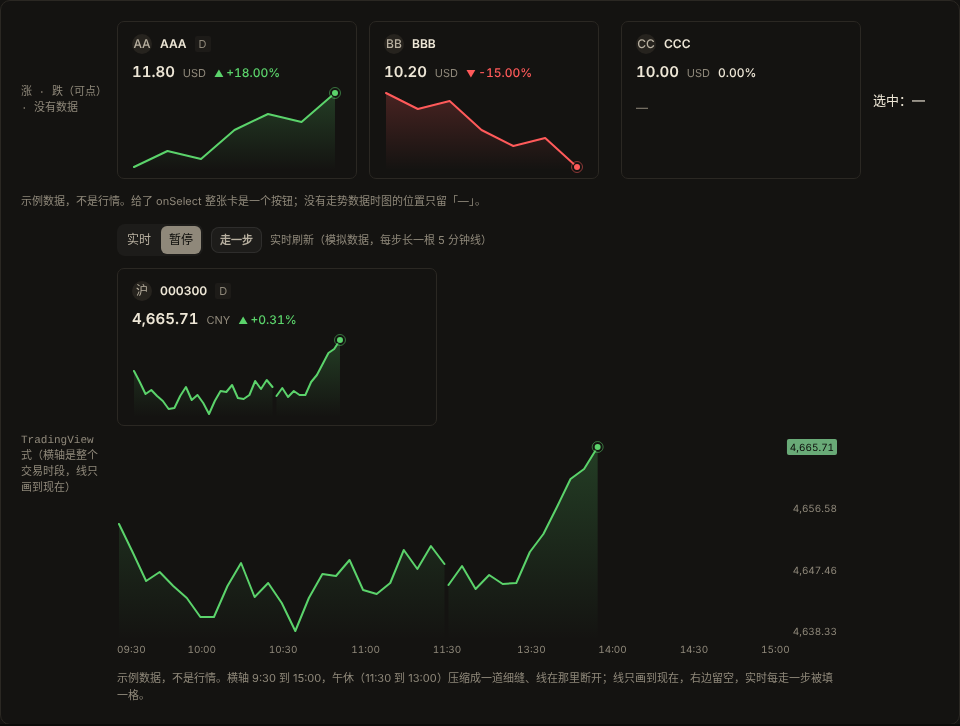 AA AAA D
11.80 USD ▲ +18.00%
BB BBB
10.20 USD ▼ -15.00%
CC CCC
10.00 USD 0.00%
—
涨 · 跌（可点）
· 没有数据
选中：—
示例数据，不是行情。给了 onSelect 整张卡是一个按钮；没有走势数据时图的位置只留「—」。
实时 暂停 走一步 实时刷新（模拟数据，每步长一根 5 分钟线）
沪 000300 D
4,665.71 CNY ▲ +0.31%
TradingView
式（横轴是整个
交易时段，线只
画到现在）
4,665.71
4,656.58
4,647.46
4,638.33
09:30 10:00 10:30 11:00 11:30 13:30 14:00 14:30 15:00
示例数据，不是行情。横轴 9:30 到 15:00，午休（11:30 到 13:00）压缩成一道细缝、线在那里断开；线只画到现在，右边留空，实时每走一步被填
一格。